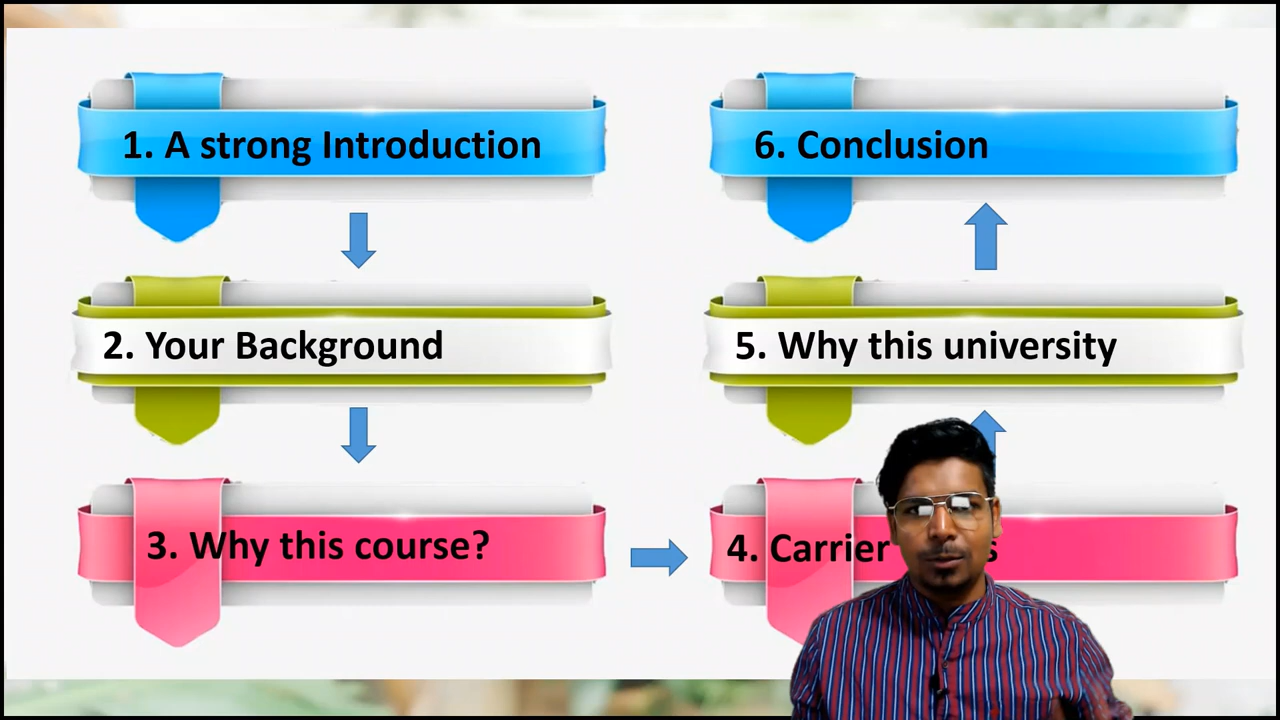 1. A strong Introduction
2. Your Background
3. Why this course?
4. Carrier
5. Why this university
6. Conclusion